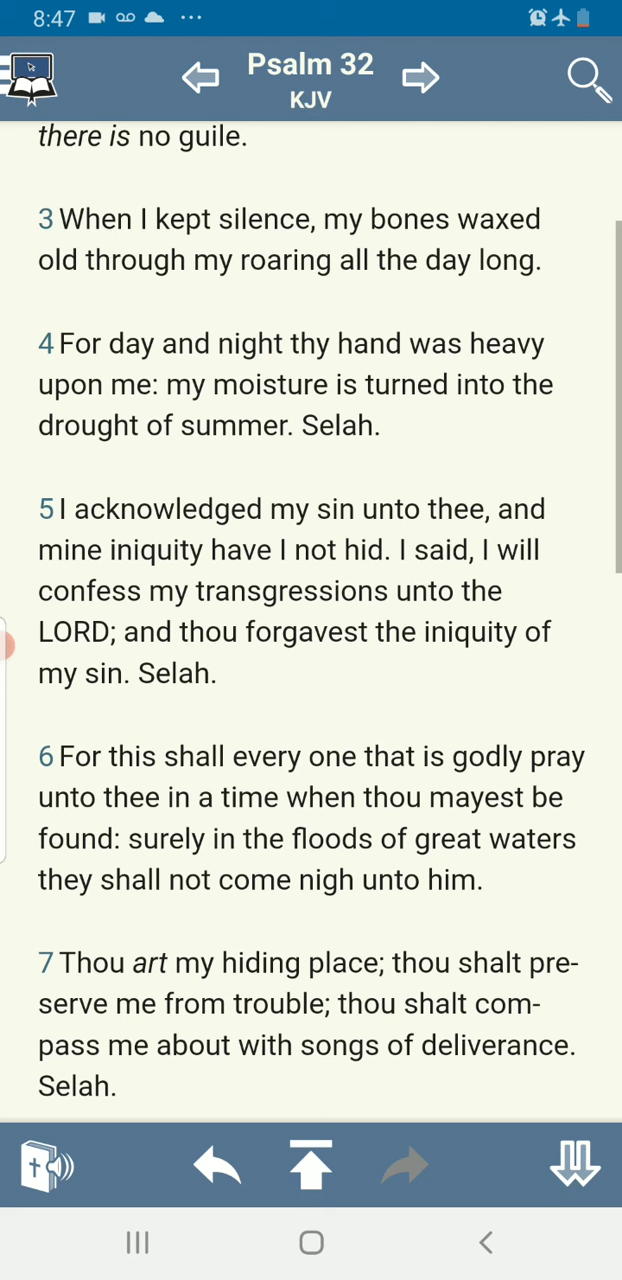 8:47
Psalm 32
KJV
there is no guile.
3 When I kept silence, my bones waxed
old through my roaring all the day long.
4 For day and night thy hand was heavy
upon me: my moisture is turned into the
drought of summer. Selah.
5 I acknowledged my sin unto thee, and
mine iniquity have I not hid. I said, I will
confess my transgressions unto the
LORD; and thou forgavest the iniquity of
my sin. Selah.
6 For this shall every one that is godly pray
unto thee in a time when thou mayest be
found: surely in the floods of great waters
they shall not come nigh unto him.
7 Thou art my hiding place; thou shalt pre-
serve me from trouble; thou shalt com-
pass me about with songs of deliverance.
Selah.